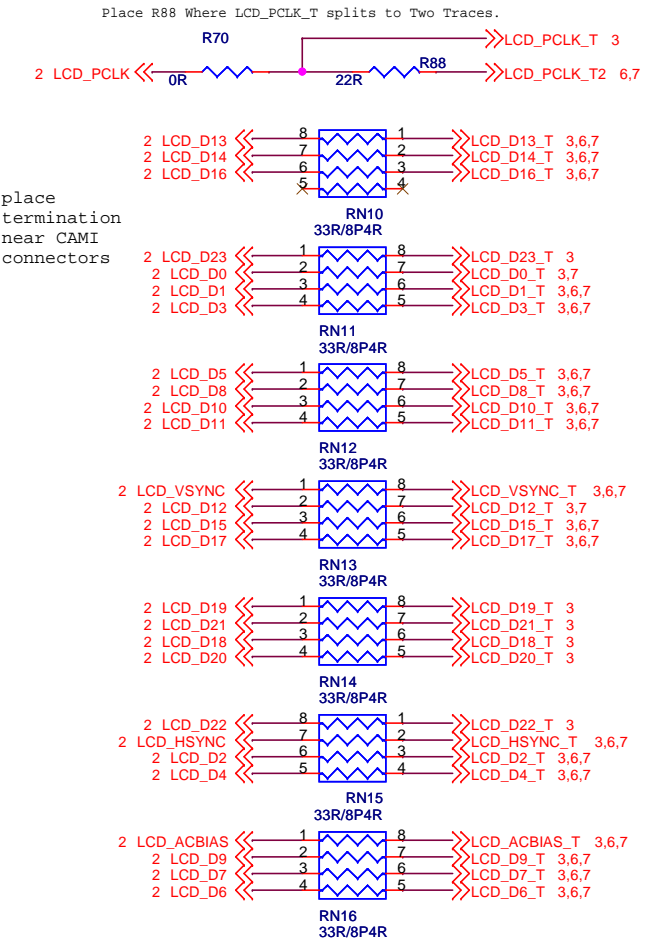 Place R88 Where LCD_PCLK_T splits to Two Traces.
R70
LCD_PCLK_T 3
2 LCD_PCLK
0R
22R
R88
LCD_PCLK_T2 6,7
2 LCD_D13 8 1 LCD_D13_T 3,6,7
2 LCD_D14 7 2 LCD_D14_T 3,6,7
2 LCD_D16 6 3 LCD_D16_T 3,6,7
5 4
RN10
33R/8P4R
place
termination
near CAMI
connectors
2 LCD_D23 1 8 LCD_D23_T 3
2 LCD_D0 2 7 LCD_D0_T 3,7
2 LCD_D1 3 6 LCD_D1_T 3,6,7
2 LCD_D3 4 5 LCD_D3_T 3,6,7
RN11
33R/8P4R
2 LCD_D5 1 8 LCD_D5_T 3,6,7
2 LCD_D8 2 7 LCD_D8_T 3,6,7
2 LCD_D10 3 6 LCD_D10_T 3,6,7
2 LCD_D11 4 5 LCD_D11_T 3,6,7
RN12
33R/8P4R
2 LCD_VSYNC 1 8 LCD_VSYNC_T 3,6,7
2 LCD_D12 2 7 LCD_D12_T 3,7
2 LCD_D15 3 6 LCD_D15_T 3,6,7
2 LCD_D17 4 5 LCD_D17_T 3,6,7
RN13
33R/8P4R
2 LCD_D19 1 8 LCD_D19_T 3
2 LCD_D21 2 7 LCD_D21_T 3
2 LCD_D18 3 6 LCD_D18_T 3
2 LCD_D20 4 5 LCD_D20_T 3
RN14
33R/8P4R
2 LCD_D22 8 1 LCD_D22_T 3
2 LCD_HSYNC 7 2 LCD_HSYNC_T 3,6,7
2 LCD_D2 6 3 LCD_D2_T 3,6,7
2 LCD_D4 5 4 LCD_D4_T 3,6,7
RN15
33R/8P4R
2 LCD_ACBIAS 1 8 LCD_ACBIAS_T 3,6,7
2 LCD_D9 2 7 LCD_D9_T 3,6,7
2 LCD_D7 3 6 LCD_D7_T 3,6,7
2 LCD_D6 4 5 LCD_D6_T 3,6,7
RN16
33R/8P4R